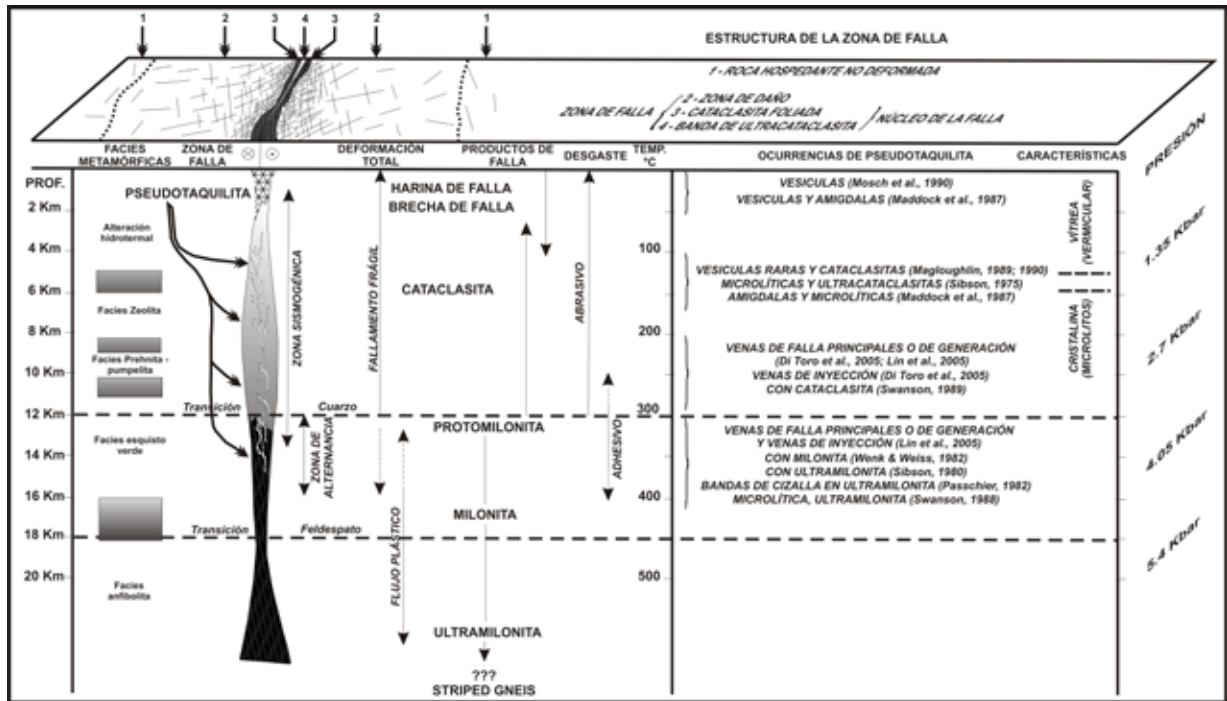 1
2
3
4
3
2
1
ESTRUCTURA DE LA ZONA DE FALLA
1 - ROCA HOSPEDANTE NO DEFORMADA
ZONA DE FALLA
2 - ZONA DE DAÑO
3 - CATACLASITA FOLIADA
4 - BANDA DE ULTRACATACLASITA
NÚCLEO DE LA FALLA
FACIES
METAMÓRFICAS
ZONA DE
FALLA
DEFORMACIÓN
TOTAL
PRODUCTOS DE
FALLA
DESGASTE
TEMP.
°C
OCURRENCIAS DE PSEUDOTAQUILITA
CARACTERÍSTICAS
PRESIÓN
PROF.
2 Km
4 Km
6 Km
8 Km
10 Km
12 Km
14 Km
16 Km
18 Km
20 Km
Alteración
hidrotermal
Facies Zeolita
Facies Prehnita -
pumpelita
Facies esquisto
verde
Facies
anfibolita
PSEUDOTAQUILITA
Transición
Cuarzo
Transición
Feldespato
ZONA SISMOGÉNICA
ZONA DE
ALTERNANCIA
FALLAMIENTO FRÁGIL
FLUJO PLÁSTICO
HARINA DE FALLA
BRECHA DE FALLA
CATACLASITA
PROTOMILONITA
MILONITA
ULTRAMILONITA
???
STRIPED GNEIS
ABRASIVO
ADHESIVO
100
200
300
400
500
VESICULAS (Mosch et al., 1990)
VESICULAS Y AMIGDALAS (Maddock et al., 1987)
VESICULAS RARAS Y CATACLASITAS (Magloughlin, 1989; 1990)
MICROLÍTICAS Y ULTRACATACLASITAS (Sibson, 1975)
AMIGDALAS Y MICROLÍTICAS (Maddock et al., 1987)
VENAS DE FALLA PRINCIPALES O DE GENERACIÓN
(Di Toro et al., 2005; Lin et al., 2005)
VENAS DE INYECCIÓN (Di Toro et al., 2005)
CON CATACLASITA (Swanson, 1989)
VENAS DE FALLA PRINCIPALES O DE GENERACIÓN
Y VENAS DE INYECCIÓN (Lin et al., 2005)
CON MILONITA (Wenk & Weiss, 1982)
CON ULTRAMILONITA (Sibson, 1980)
BANDAS DE CIZALLA EN ULTRAMILONITA (Passchier, 1982)
MICROLÍTICA, ULTRAMILONITA (Swanson, 1988)
VÍTREA
(VERMICULAR)
CRISTALINA
(MICROLITOS)
1.35 Kbar
2.7 Kbar
4.05 Kbar
5.4 Kbar